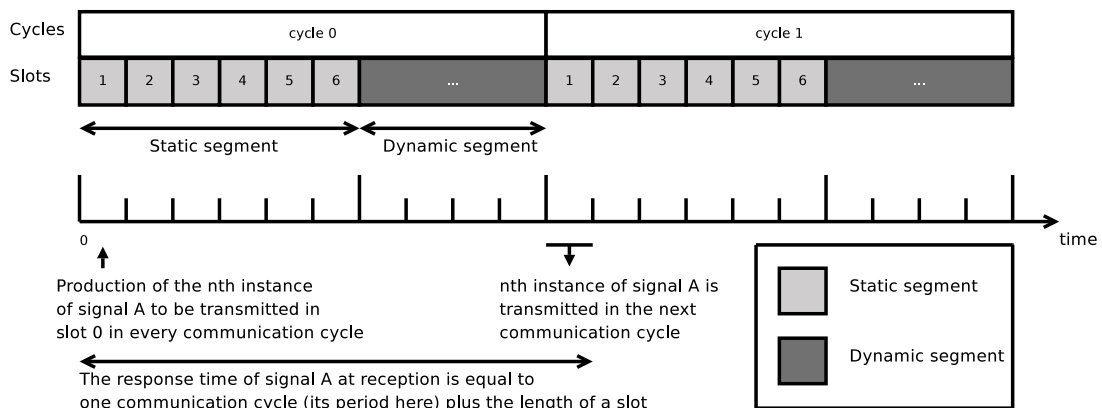 Cycles
cycle 0
cycle 1
Slots
1 2 3 4 5 6 ... 1 2 3 4 5 6 ...
Static segment
Dynamic segment
0
time
Production of the nth instance
of signal A to be transmitted in
slot 0 in every communication cycle
nth instance of signal A is
transmitted in the next
communication cycle
Static segment
Dynamic segment
The response time of signal A at reception is equal to
one communication cycle (its period here) plus the length of a slot